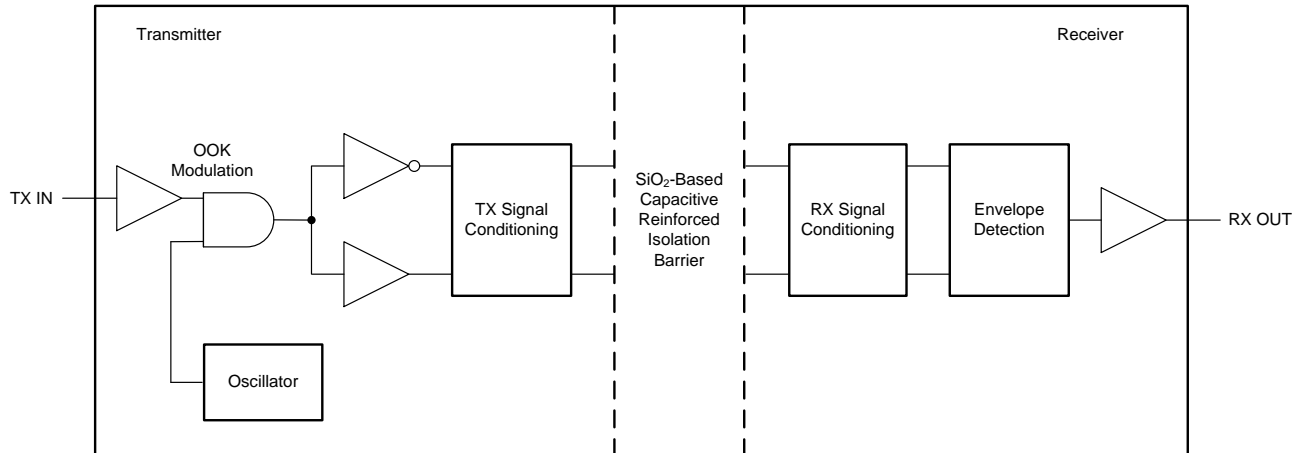 Transmitter
Receiver
OOK
Modulation
TX IN
TX Signal
Conditioning
SiO₂-Based
Capacitive
Reinforced
Isolation
Barrier
RX Signal
Conditioning
Envelope
Detection
RX OUT
Oscillator